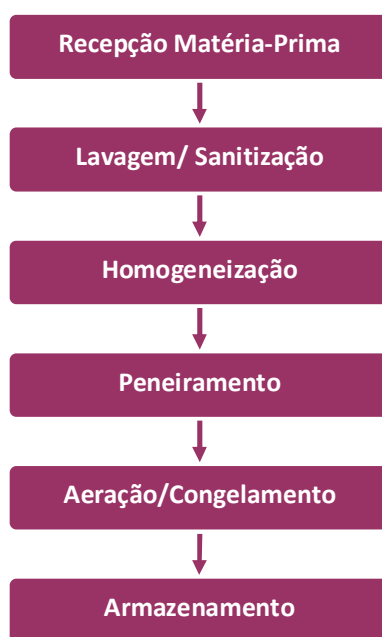 Recepção Matéria-Prima
Lavagem/ Sanitização
Homogeneização
Peneiramento
Aeração/Congelamento
Armazenamento